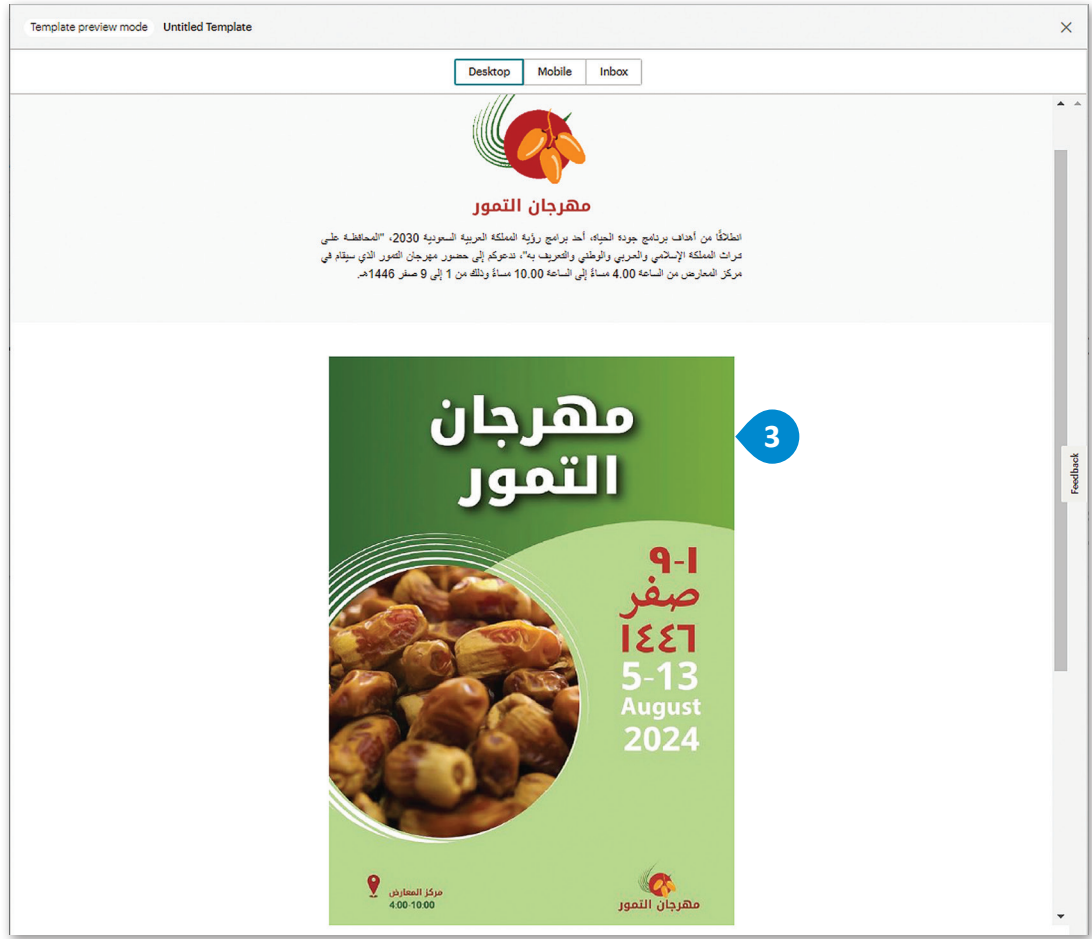 Template preview mode Untitled Template
Desktop Mobile Inbox
مهرجان التمور
انطلاقًا من أهداف برنامج جودة الحياة، أحد برامج رؤية المملكة العربية السعودية 2030، "المحافظة على
تراث المملكة الإسلامي والعربي والوطني والتعريف به"، ندعوكم إلى حضور مهرجان التمور الذي سيقام في
مركز المعارض من الساعة 4.00 مساءً إلى الساعة 10.00 مساءً وذلك من 1 إلى 9 صفر 1446هـ.
مهرجان
التمور
3
Feedback
١-٩
صفر
١٤٤٦
5-13
August
2024
مركز المعارض
4:00-10:00
مهرجان التمور